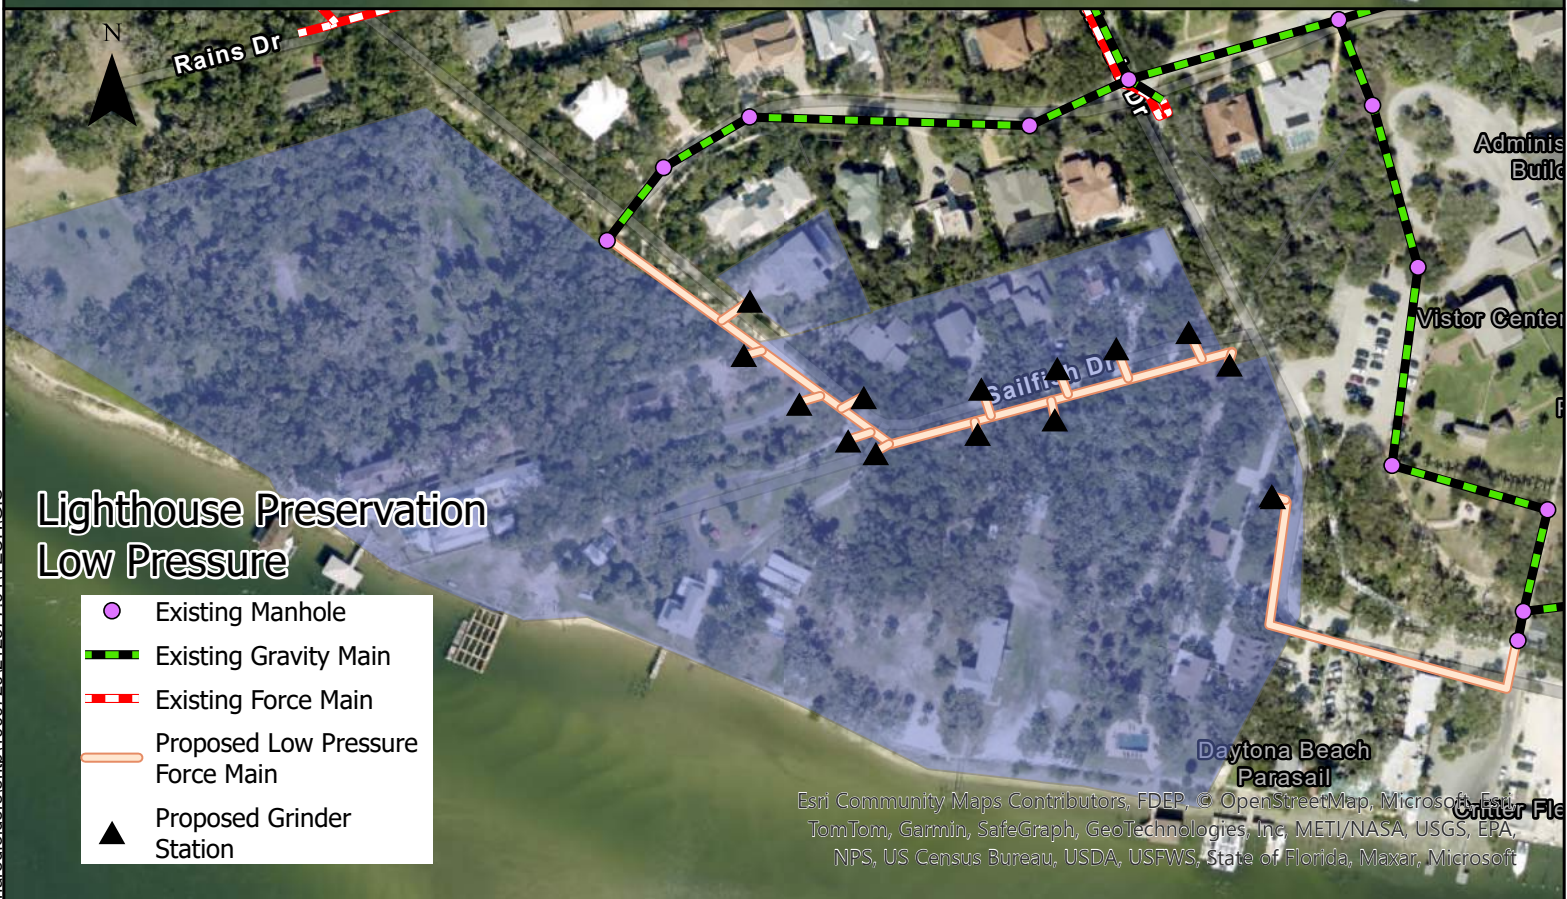 N
Rains Dr
Dr
Adminis
Build
Vistor Center
Sailfish Dr
Lighthouse Preservation
Low Pressure
Existing Manhole
Existing Gravity Main
Existing Force Main
Proposed Low Pressure
Force Main
Proposed Grinder
Station
Daytona Beach
Parasail
Critter Fle
Esri Community Maps Contributors, FDEP, © OpenStreetMap, Microsoft, Esri,
TomTom, Garmin, SafeGraph, GeoTechnologies, Inc, METI/NASA, USGS, EPA,
NPS, US Census Bureau, USDA, USFWS, State of Florida, Maxar, Microsoft